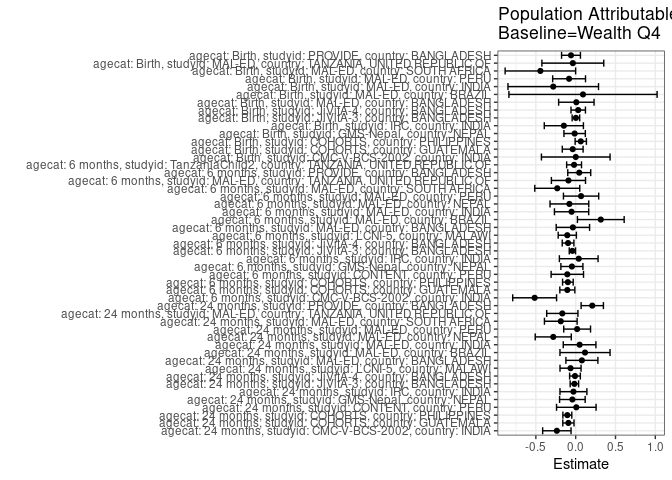 Population Attributable
Baseline=Wealth Q4
agecat: Birth, studyid: PROVIDE, country: BANGLADESH
agecat: Birth, studyid: MAL-ED, country: TANZANIA, UNITED REPUBLIC OF
agecat: Birth, studyid: MAL-ED, country: SOUTH AFRICA
agecat: Birth, studyid: MAL-ED, country: PERU
agecat: Birth, studyid: MAL-ED, country: INDIA
agecat: Birth, studyid: MAL-ED, country: BRAZIL
agecat: Birth, studyid: MAL-ED, country: BANGLADESH
agecat: Birth, studyid: JiVitA-4, country: BANGLADESH
agecat: Birth, studyid: JiVitA-3, country: BANGLADESH
agecat: Birth, studyid: IRC, country: INDIA
agecat: Birth, studyid: GMS-Nepal, country: NEPAL
agecat: Birth, studyid: COHORTS, country: PHILIPPINES
agecat: Birth, studyid: COHORTS, country: GUATEMALA
agecat: Birth, studyid: CMC-V-BCS-2002, country: INDIA
agecat: 6 months, studyid: TanzaniaChild2, country: TANZANIA, UNITED REPUBLIC OF
agecat: 6 months, studyid: PROVIDE, country: BANGLADESH
agecat: 6 months, studyid: MAL-ED, country: TANZANIA, UNITED REPUBLIC OF
agecat: 6 months, studyid: MAL-ED, country: SOUTH AFRICA
agecat: 6 months, studyid: MAL-ED, country: PERU
agecat: 6 months, studyid: MAL-ED, country: NEPAL
agecat: 6 months, studyid: MAL-ED, country: INDIA
agecat: 6 months, studyid: MAL-ED, country: BRAZIL
agecat: 6 months, studyid: MAL-ED, country: BANGLADESH
agecat: 6 months, studyid: LCNI-5, country: MALAWI
agecat: 6 months, studyid: JiVitA-4, country: BANGLADESH
agecat: 6 months, studyid: JiVitA-3, country: BANGLADESH
agecat: 6 months, studyid: IRC, country: INDIA
agecat: 6 months, studyid: GMS-Nepal, country: NEPAL
agecat: 6 months, studyid: CONTENT, country: PERU
agecat: 6 months, studyid: COHORTS, country: PHILIPPINES
agecat: 6 months, studyid: COHORTS, country: GUATEMALA
agecat: 6 months, studyid: CMC-V-BCS-2002, country: INDIA
agecat: 24 months, studyid: PROVIDE, country: BANGLADESH
agecat: 24 months, studyid: MAL-ED, country: TANZANIA, UNITED REPUBLIC OF
agecat: 24 months, studyid: MAL-ED, country: SOUTH AFRICA
agecat: 24 months, studyid: MAL-ED, country: PERU
agecat: 24 months, studyid: MAL-ED, country: NEPAL
agecat: 24 months, studyid: MAL-ED, country: INDIA
agecat: 24 months, studyid: MAL-ED, country: BRAZIL
agecat: 24 months, studyid: MAL-ED, country: BANGLADESH
agecat: 24 months, studyid: LCNI-5, country: MALAWI
agecat: 24 months, studyid: JiVitA-4, country: BANGLADESH
agecat: 24 months, studyid: JiVitA-3, country: BANGLADESH
agecat: 24 months, studyid: IRC, country: INDIA
agecat: 24 months, studyid: GMS-Nepal, country: NEPAL
agecat: 24 months, studyid: CONTENT, country: PERU
agecat: 24 months, studyid: COHORTS, country: PHILIPPINES
agecat: 24 months, studyid: COHORTS, country: GUATEMALA
agecat: 24 months, studyid: CMC-V-BCS-2002, country: INDIA
-0.5 0.0 0.5 1.0
Estimate